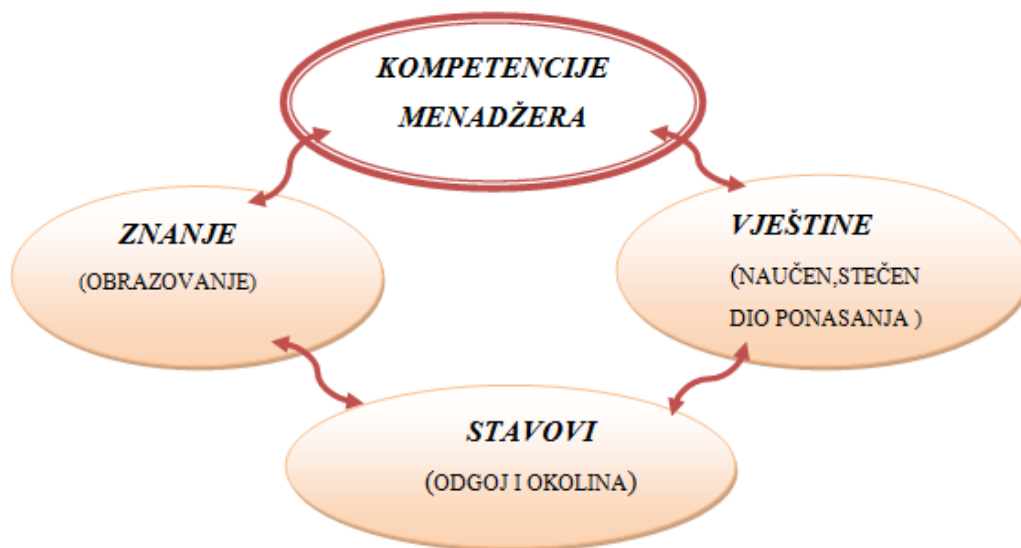 KOMPETENCIJE
MENADŽERA
ZNANJE
(OBRAZOVANJE)
VJEŠTINE
(NAUČEN,STEČEN
DIO PONASANJA )
STAVOVI
(ODGOJ I OKOLINA)